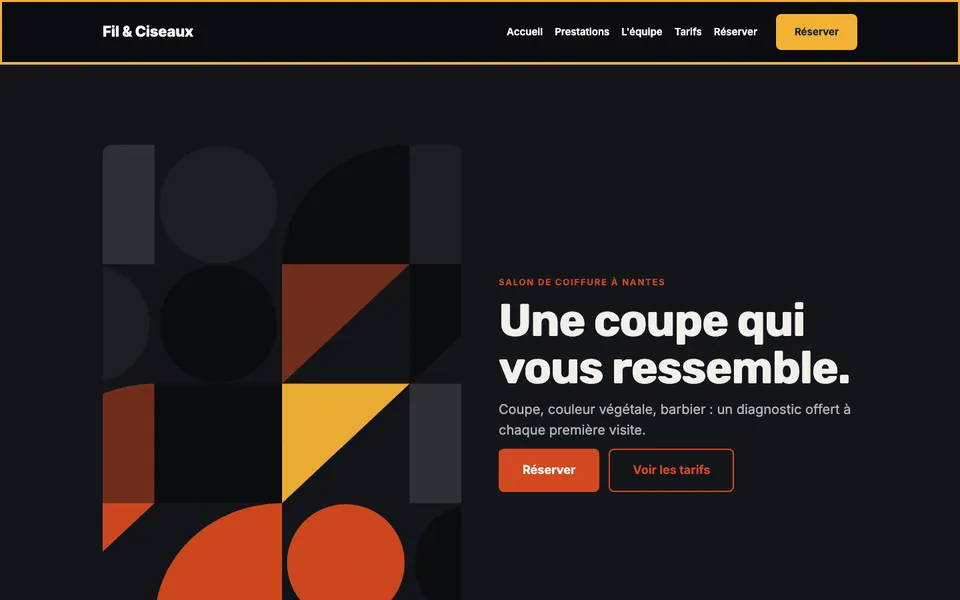 Fil & Ciseaux
Accueil Prestations L'équipe Tarifs Réserver Réserver
SALON DE COIFFURE À NANTES
Une coupe qui
vous ressemble.
Coupe, couleur végétale, barbier : un diagnostic offert à
chaque première visite.
Réserver Voir les tarifs